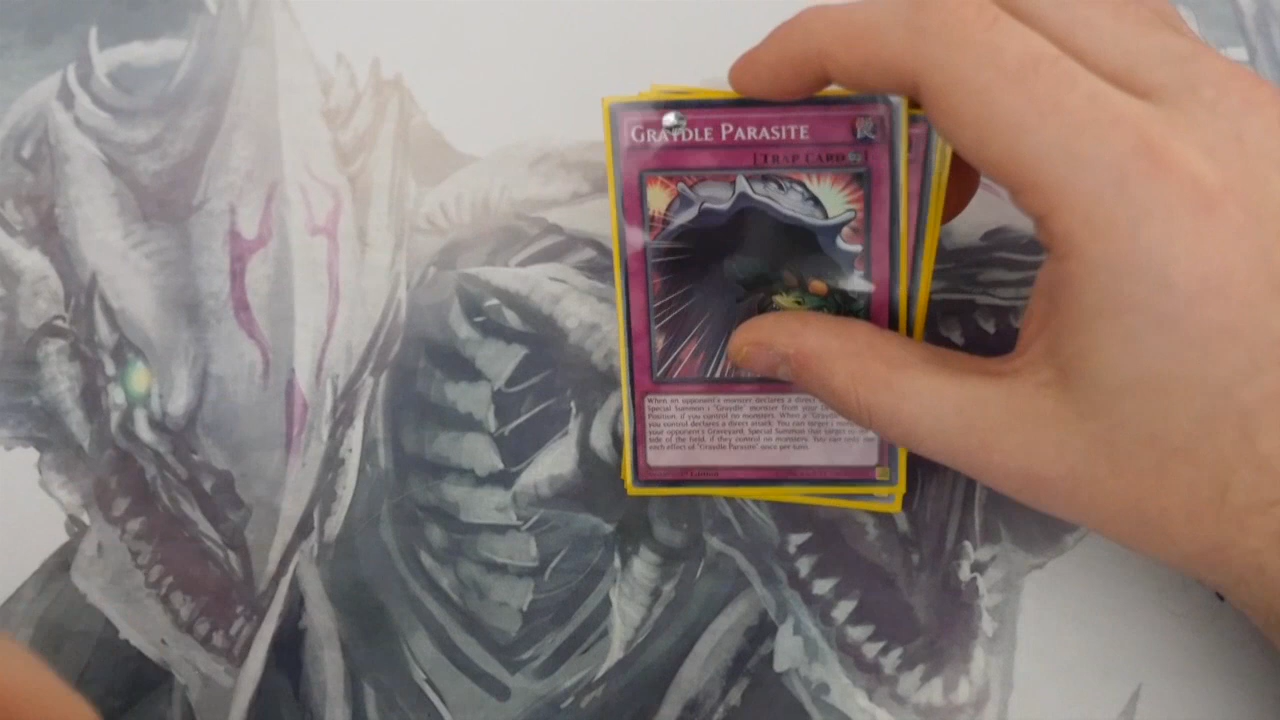 GRAYDLE PARASITE
[TRAP CARD
When an opponent's monster declares a direct
Special Summon 1 "Graydle" monster from your
Position, if you control no monsters. When a "Graydle
you control declares a direct attack: You can target 1
your opponent's Graveyard; Special Summon that target to
side of the field, if they control no monsters. You can only use
each effect of "Graydle Parasite" once per turn.
1st Edition